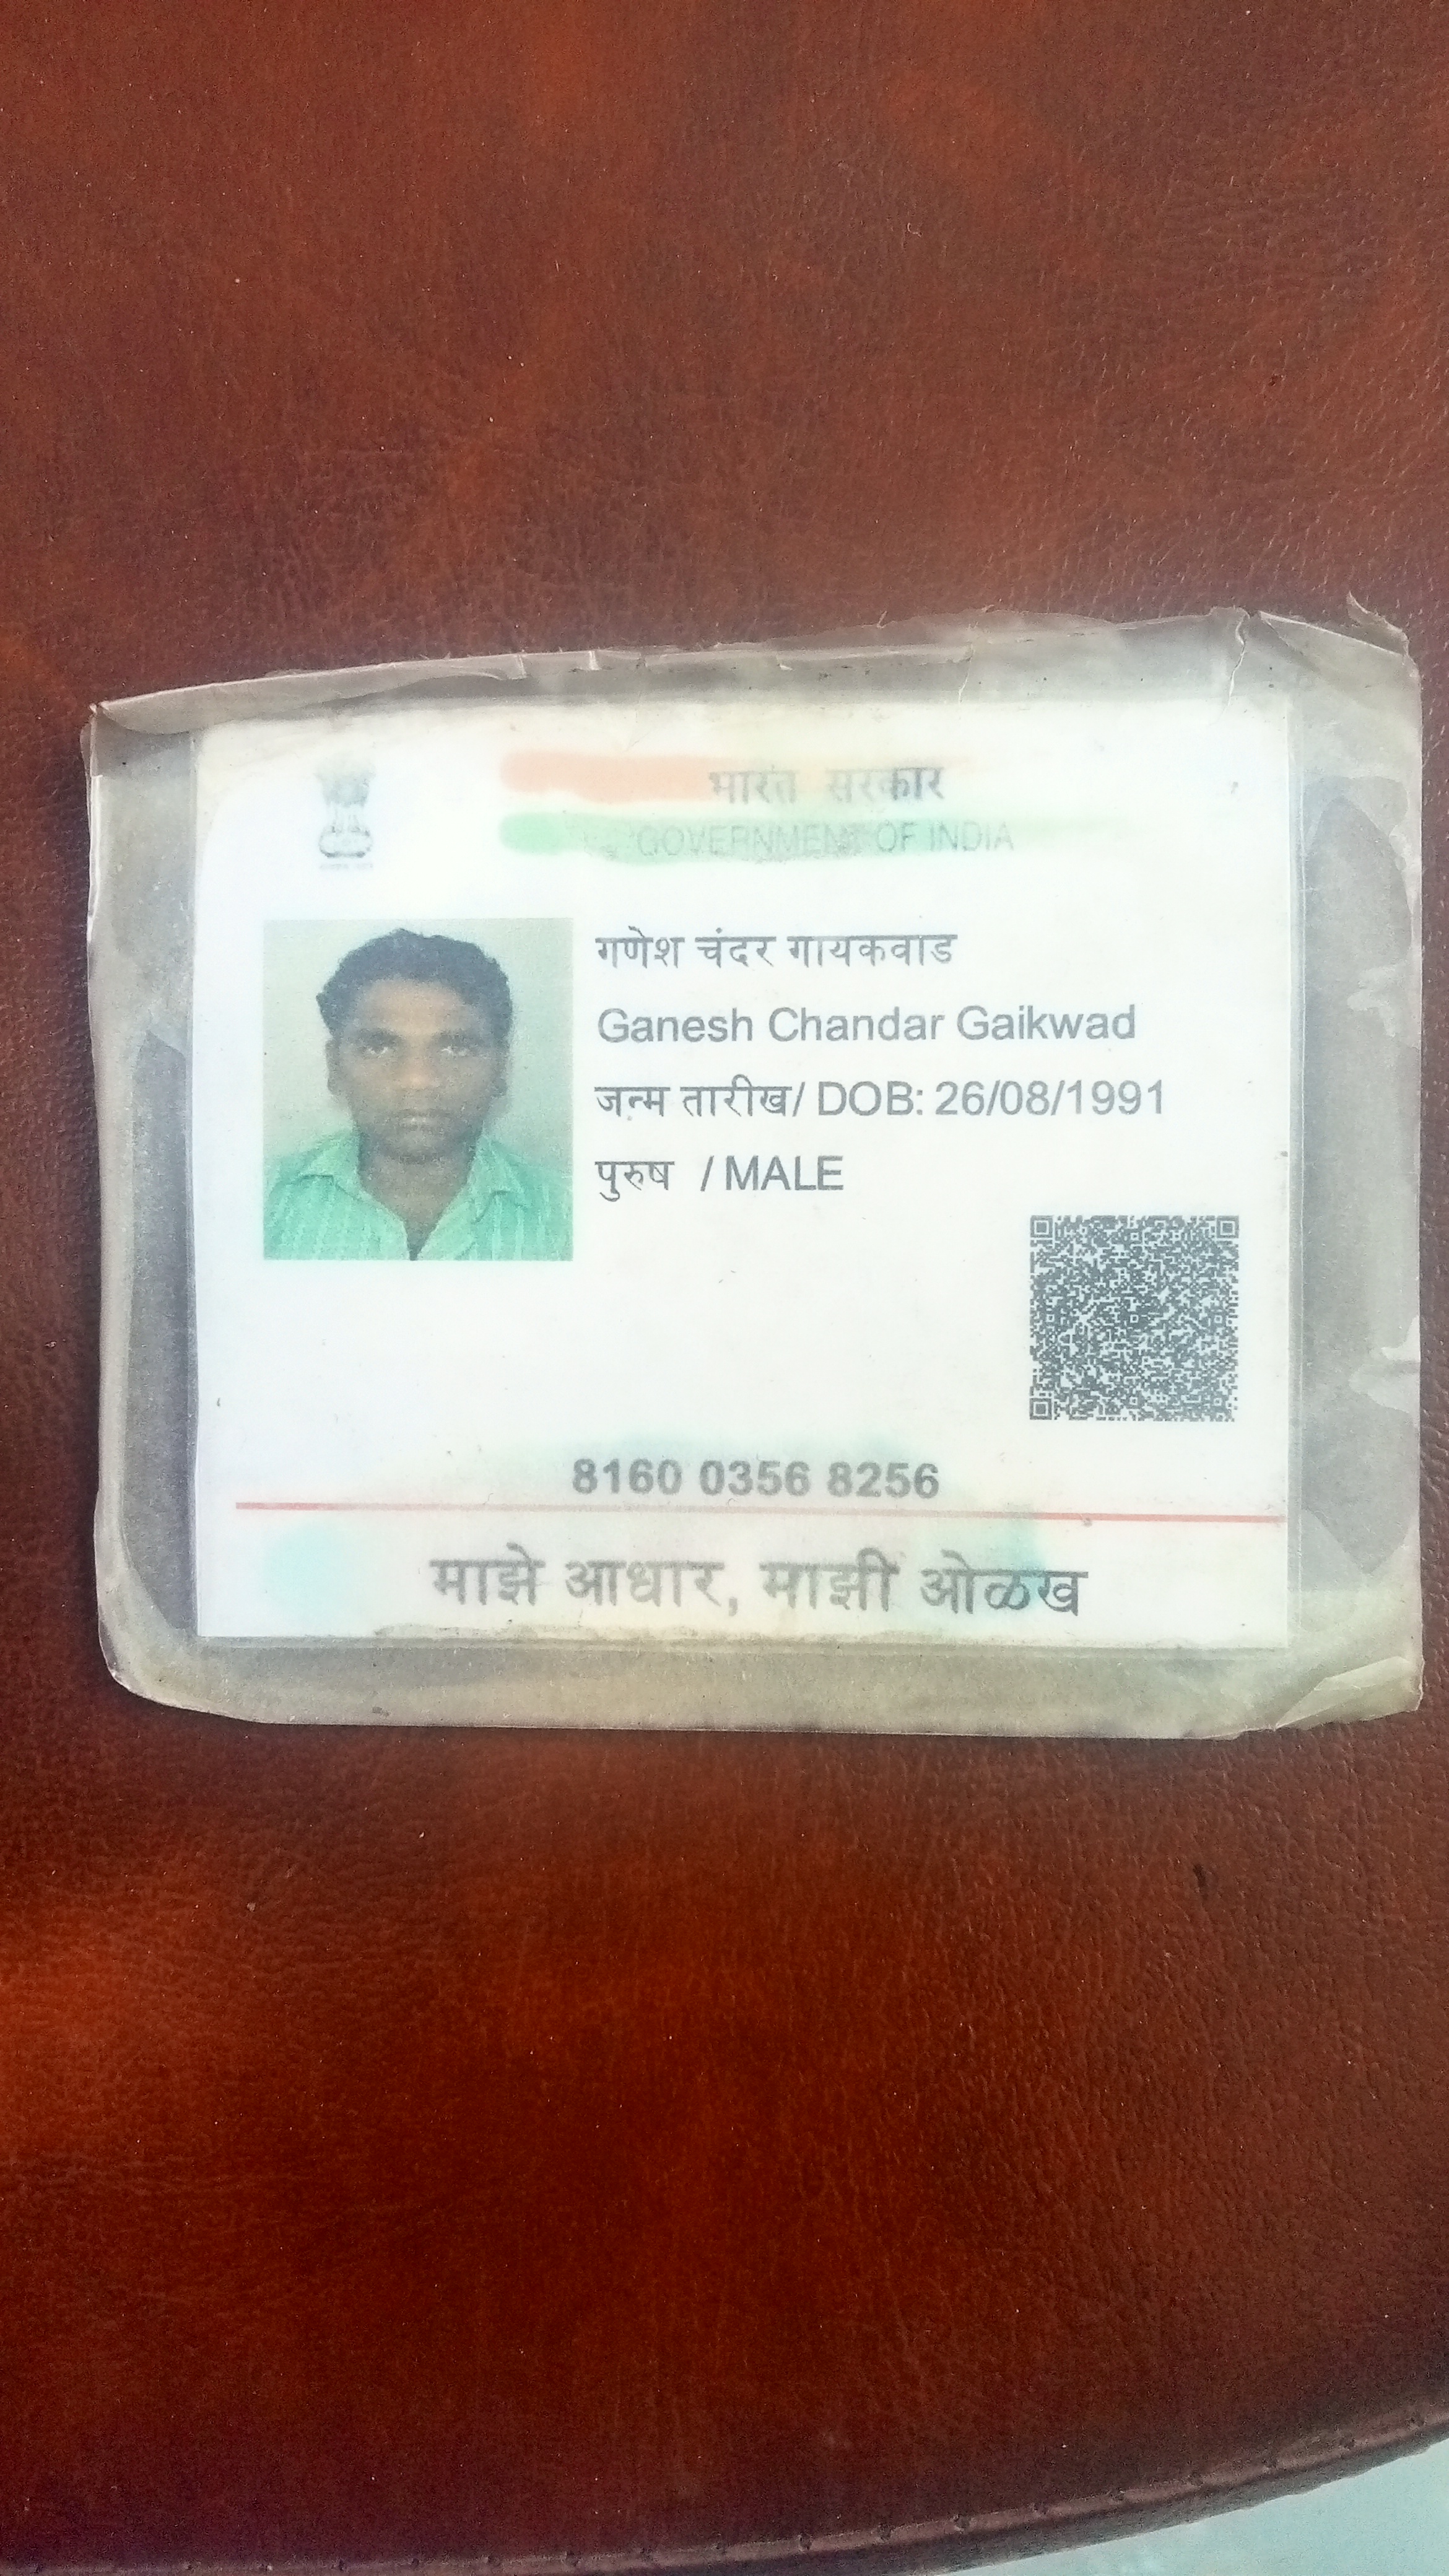 भारत सरकार
GOVERNMENT OF INDIA
गणेश चंदर गायकवाड
Ganesh Chandar Gaikwad
जन्म तारीख/ DOB: 26/08/1991
पुरुष / MALE
8160 0356 8256
माझे आधार, माझी ओळख